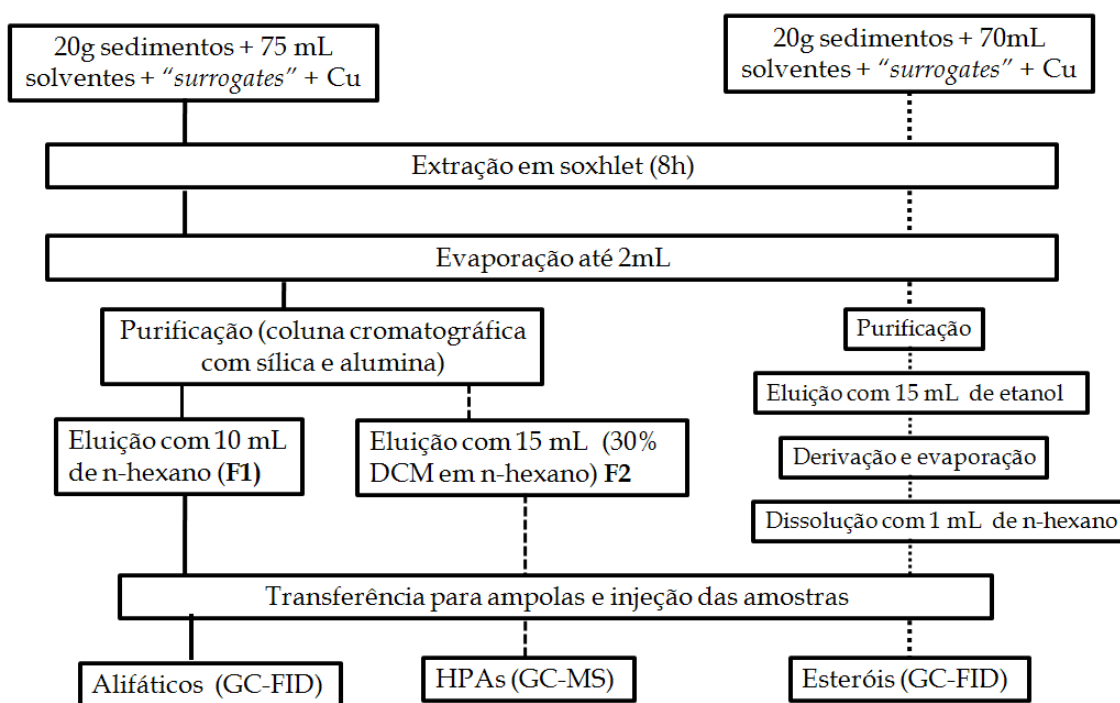 20g sedimentos + 75 mL
solventes + “surrogates” + Cu
20g sedimentos + 70mL
solventes + “surrogates” + Cu
Extração em soxhlet (8h)
Evaporação até 2mL
Purificação (coluna cromatográfica
com sílica e alumina)
Purificação
Eluição com 15 mL de etanol
Eluição com 10 mL
de n-hexano (F1)
Eluição com 15 mL (30%
DCM em n-hexano) F2
Derivação e evaporação
Dissolução com 1 mL de n-hexano
Transferência para ampolas e injeção das amostras
Alifáticos (GC-FID)
HPAs (GC-MS)
Esteróis (GC-FID)